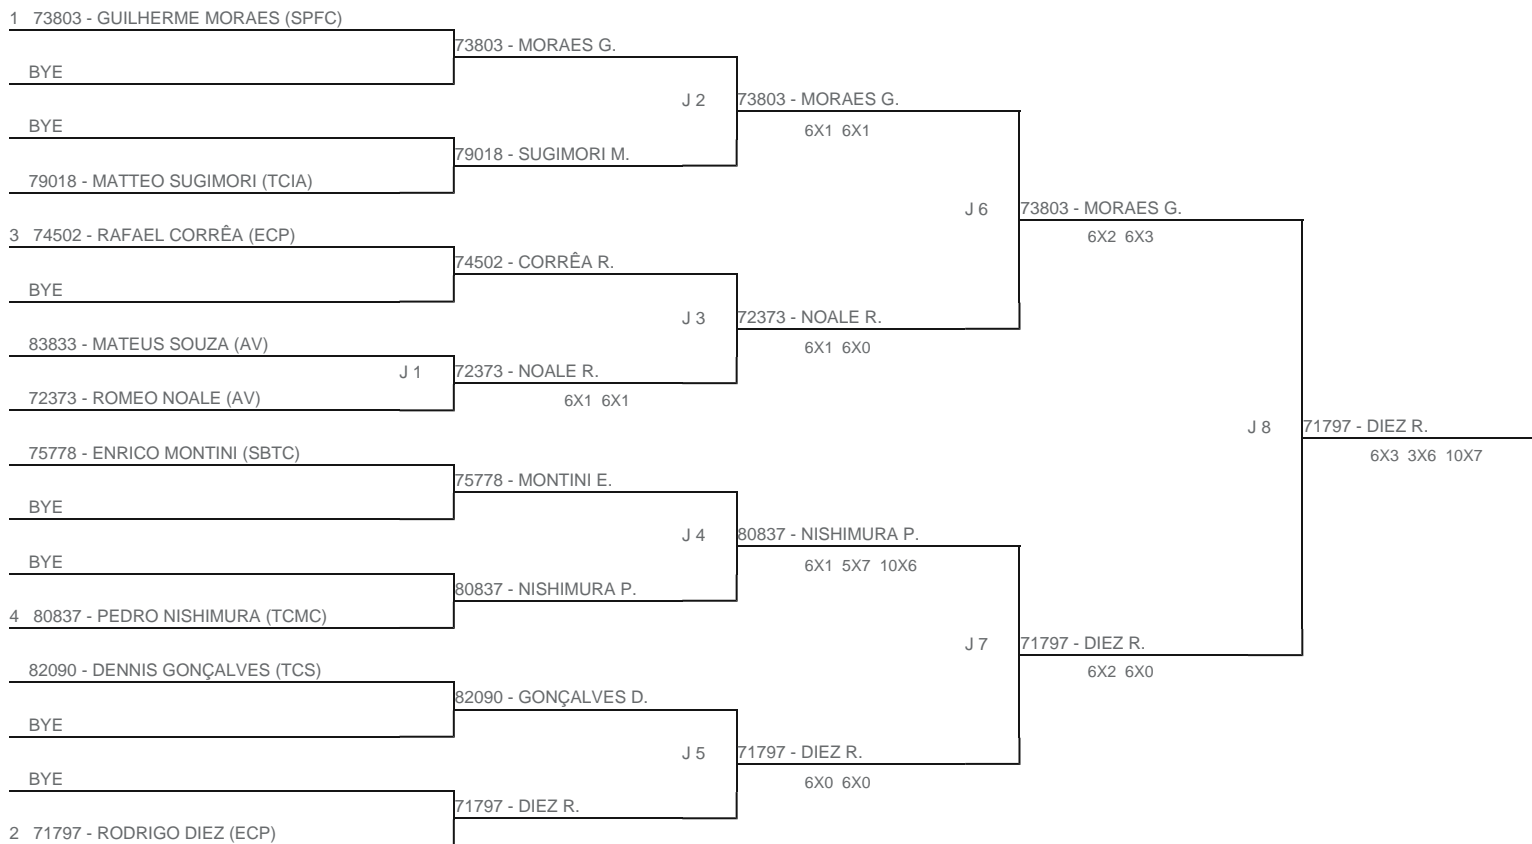 1 73803 - GUILHERME MORAES (SPFC)
73803 - MORAES G.
BYE
J 2
73803 - MORAES G.
6X1 6X1
BYE
79018 - SUGIMORI M.
79018 - MATTEO SUGIMORI (TCIA)
J 6
73803 - MORAES G.
6X2 6X3
3 74502 - RAFAEL CORRÊA (ECP)
74502 - CORRÊA R.
BYE
J 3
72373 - NOALE R.
6X1 6X0
83833 - MATEUS SOUZA (AV)
J 1
72373 - NOALE R.
6X1 6X1
72373 - ROMEO NOALE (AV)
J 8
71797 - DIEZ R.
6X3 3X6 10X7
75778 - ENRICO MONTINI (SBTC)
75778 - MONTINI E.
BYE
J 4
80837 - NISHIMURA P.
6X1 5X7 10X6
BYE
80837 - NISHIMURA P.
4 80837 - PEDRO NISHIMURA (TCMC)
J 7
71797 - DIEZ R.
6X2 6X0
82090 - DENNIS GONÇALVES (TCS)
82090 - GONÇALVES D.
BYE
J 5
71797 - DIEZ R.
6X0 6X0
BYE
71797 - DIEZ R.
2 71797 - RODRIGO DIEZ (ECP)